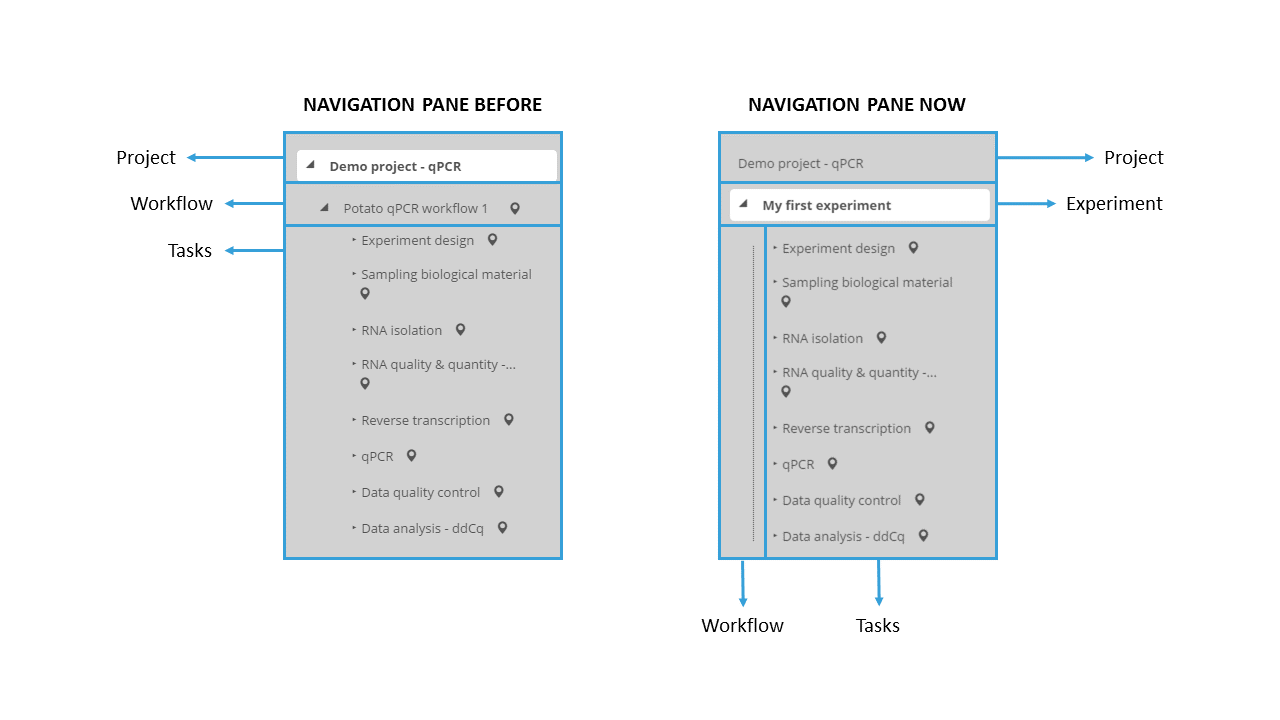 NAVIGATION PANE BEFORE
Project
Workflow
Tasks
Demo project - qPCR
Potato qPCR workflow 1
Experiment design
Sampling biological material
RNA isolation
RNA quality & quantity -...
Reverse transcription
qPCR
Data quality control
Data analysis - ddCq
NAVIGATION PANE NOW
Demo project - qPCR
My first experiment
Experiment design
Sampling biological material
RNA isolation
RNA quality & quantity -...
Reverse transcription
qPCR
Data quality control
Data analysis - ddCq
Project
Experiment
Workflow
Tasks